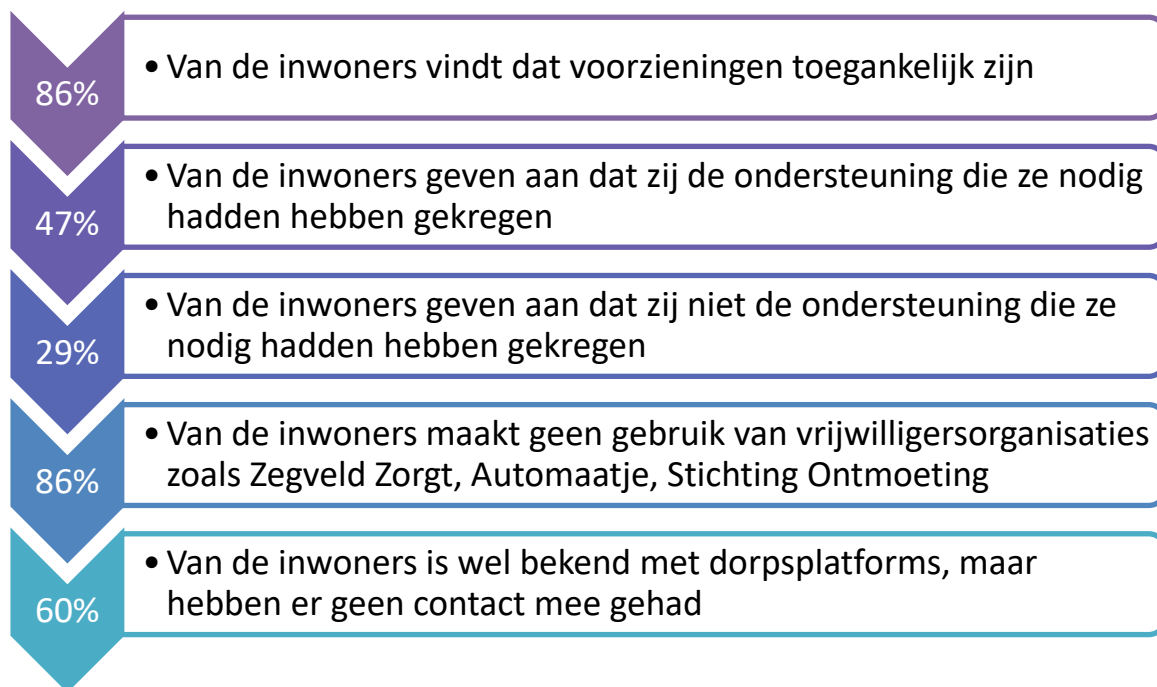 86%
• Van de inwoners vindt dat voorzieningen toegankelijk zijn
47%
• Van de inwoners geven aan dat zij de ondersteuning die ze nodig
hadden hebben gekregen
29%
• Van de inwoners geven aan dat zij niet de ondersteuning die ze
nodig hadden hebben gekregen
86%
• Van de inwoners maakt geen gebruik van vrijwilligersorganisaties
zoals Zegveld Zorgt, Automaatje, Stichting Ontmoeting
60%
• Van de inwoners is wel bekend met dorpsplatforms, maar
hebben er geen contact mee gehad